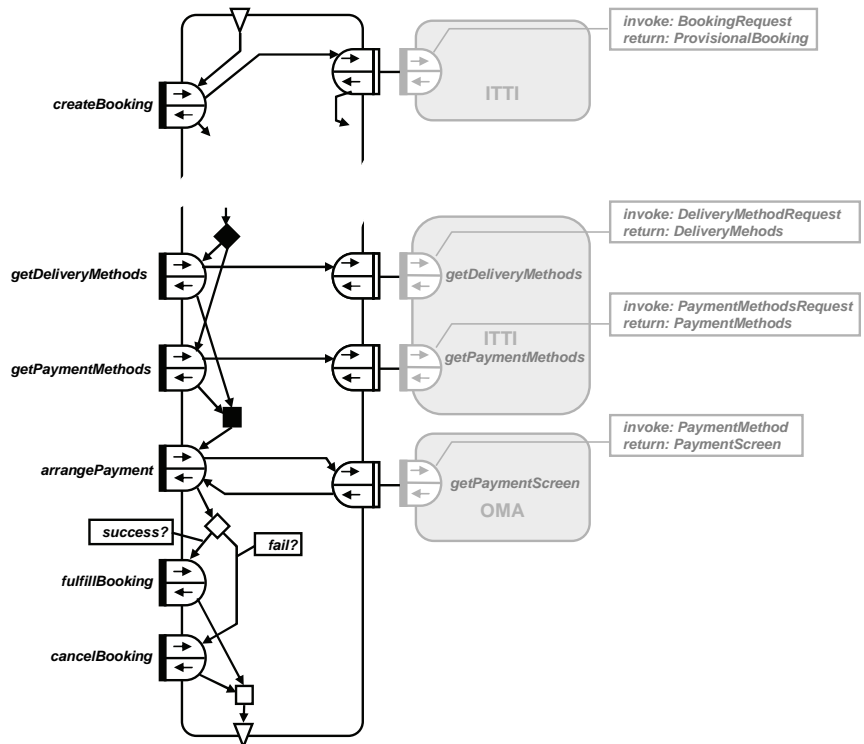 invoke: BookingRequest
return: ProvisionalBooking
createBooking
ITTI
invoke: DeliveryMethodRequest
return: DeliveryMehods
getDeliveryMethods
getDeliveryMethods
invoke: PaymentMethodsRequest
return: PaymentMethods
ITTI
getPaymentMethods
getPaymentMethods
invoke: PaymentMethod
return: PaymentScreen
arrangePayment
getPaymentScreen
OMA
success?
fail?
fulfillBooking
cancelBooking